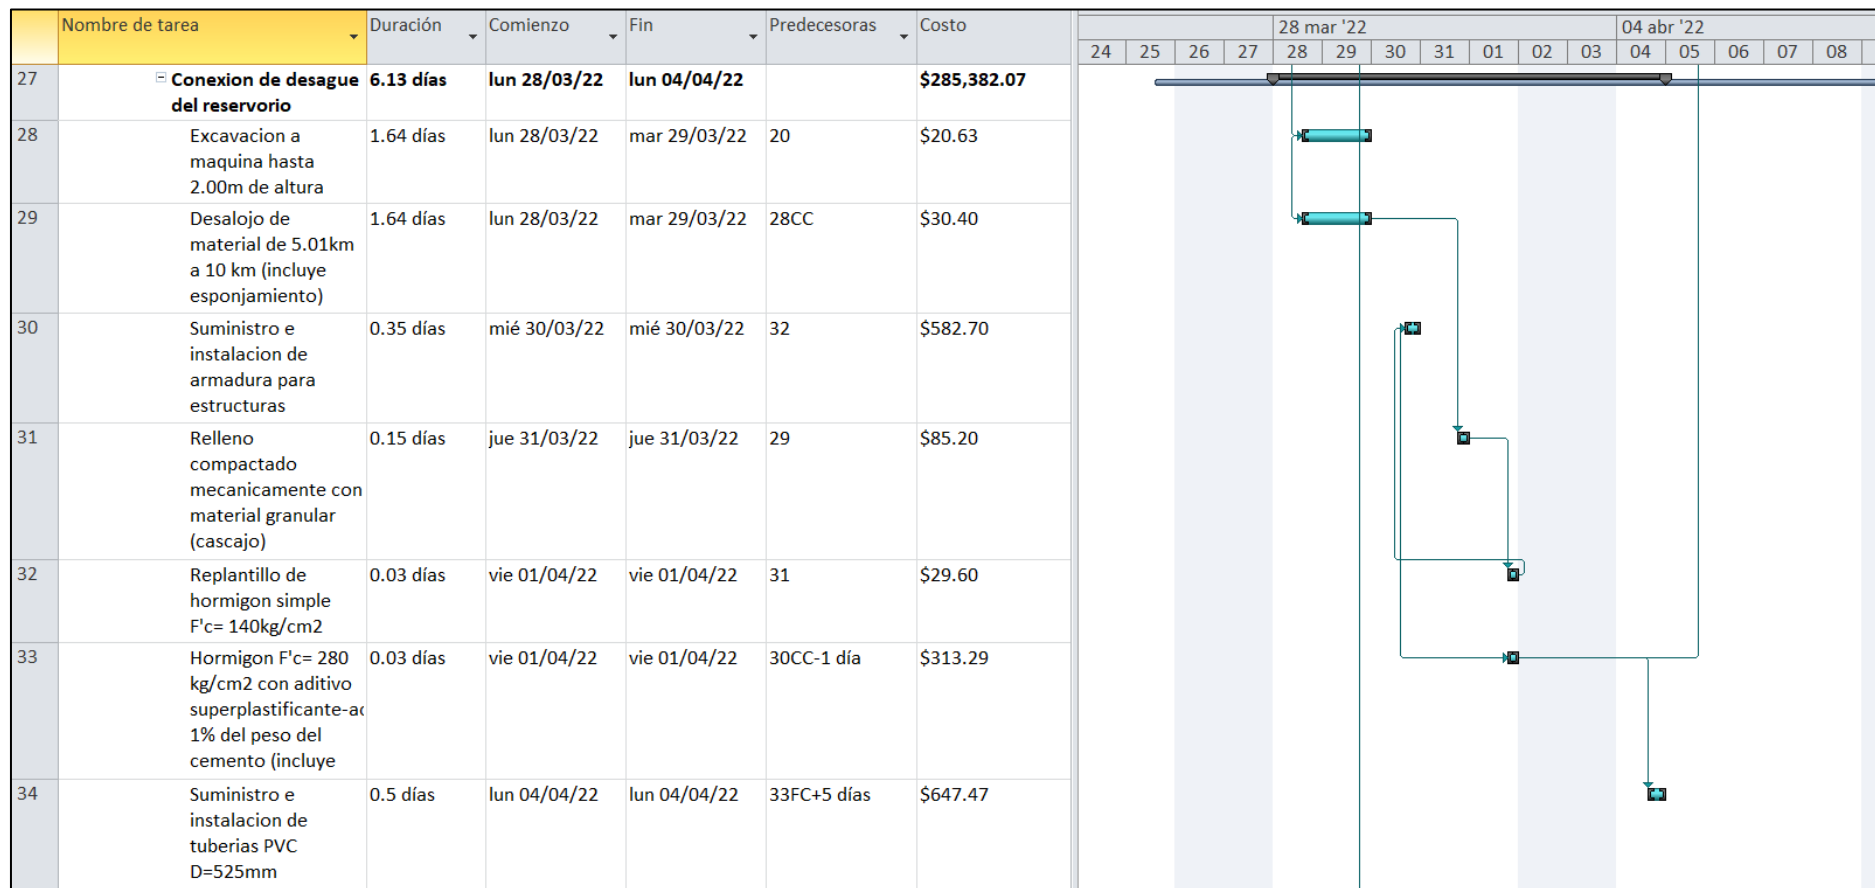 Nombre de tarea Duración Comienzo Fin Predecesoras Costo
28 mar '22 04 abr '22
24 25 26 27 28 29 30 31 01 02 03 04 05 06 07 08
27 Conexion de desague 6.13 días lun 28/03/22 lun 04/04/22 $285,382.07
del reservorio
28 Excavacion a 1.64 días lun 28/03/22 mar 29/03/22 20 $20.63
maquina hasta
2.00m de altura
29 Desalojo de 1.64 días lun 28/03/22 mar 29/03/22 28CC $30.40
material de 5.01km
a 10 km (incluye
esponjamiento)
30 Suministro e 0.35 días mié 30/03/22 mié 30/03/22 32 $582.70
instalacion de
armadura para
estructuras
31 Relleno 0.15 días jue 31/03/22 jue 31/03/22 29 $85.20
compactado
mecanicamente con
material granular
(cascajo)
32 Replantillo de 0.03 días vie 01/04/22 vie 01/04/22 31 $29.60
hormigon simple
F'c= 140kg/cm2
33 Hormigon F'c= 280 0.03 días vie 01/04/22 vie 01/04/22 30CC-1 día $313.29
kg/cm2 con aditivo
superplastificante-ac
1% del peso del
cemento (incluye
34 Suministro e 0.5 días lun 04/04/22 lun 04/04/22 33FC+5 días $647.47
instalacion de
tuberias PVC
D=525mm